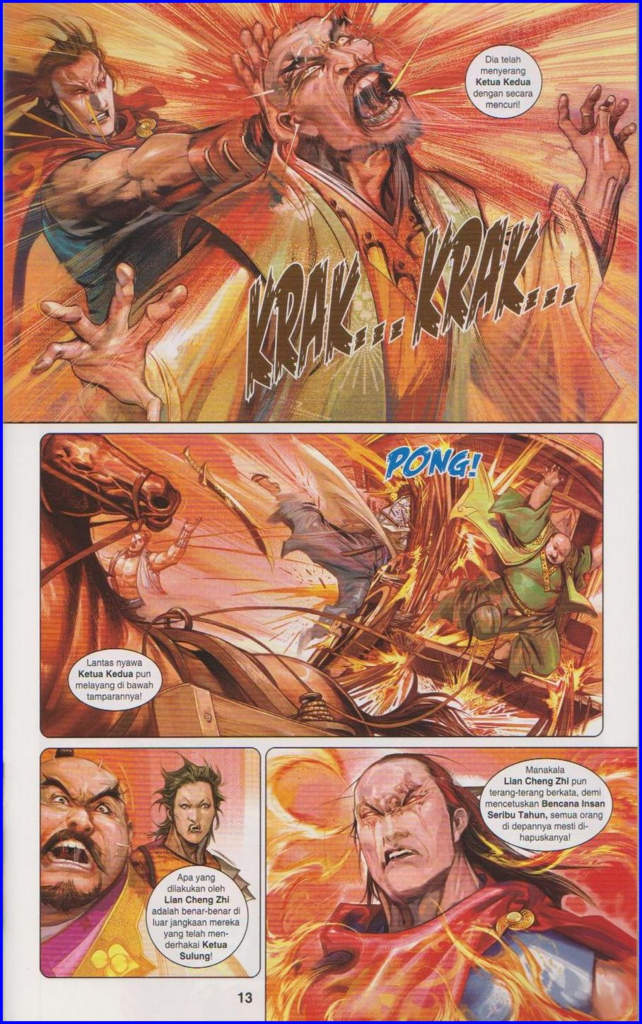 Dia telah
menyerang
Ketua Kedua
dengan secara
mencuri!
KRAK... KRAK...
PONG!
Lantas nyawa
Ketua Kedua pun
melayang di bawah
tamparannya!
Apa yang
dilakukan oleh
Lian Cheng Zhi
adalah benar-benar di
luar jangkaan mereka
yang telah men-
derhakai Ketua
Sulung!
Manakala
Lian Cheng Zhi pun
terang-terang berkata, demi
mencetuskan Bencana Insan
Seribu Tahun, semua orang
di depannya mesti di-
hapuskanya!
13